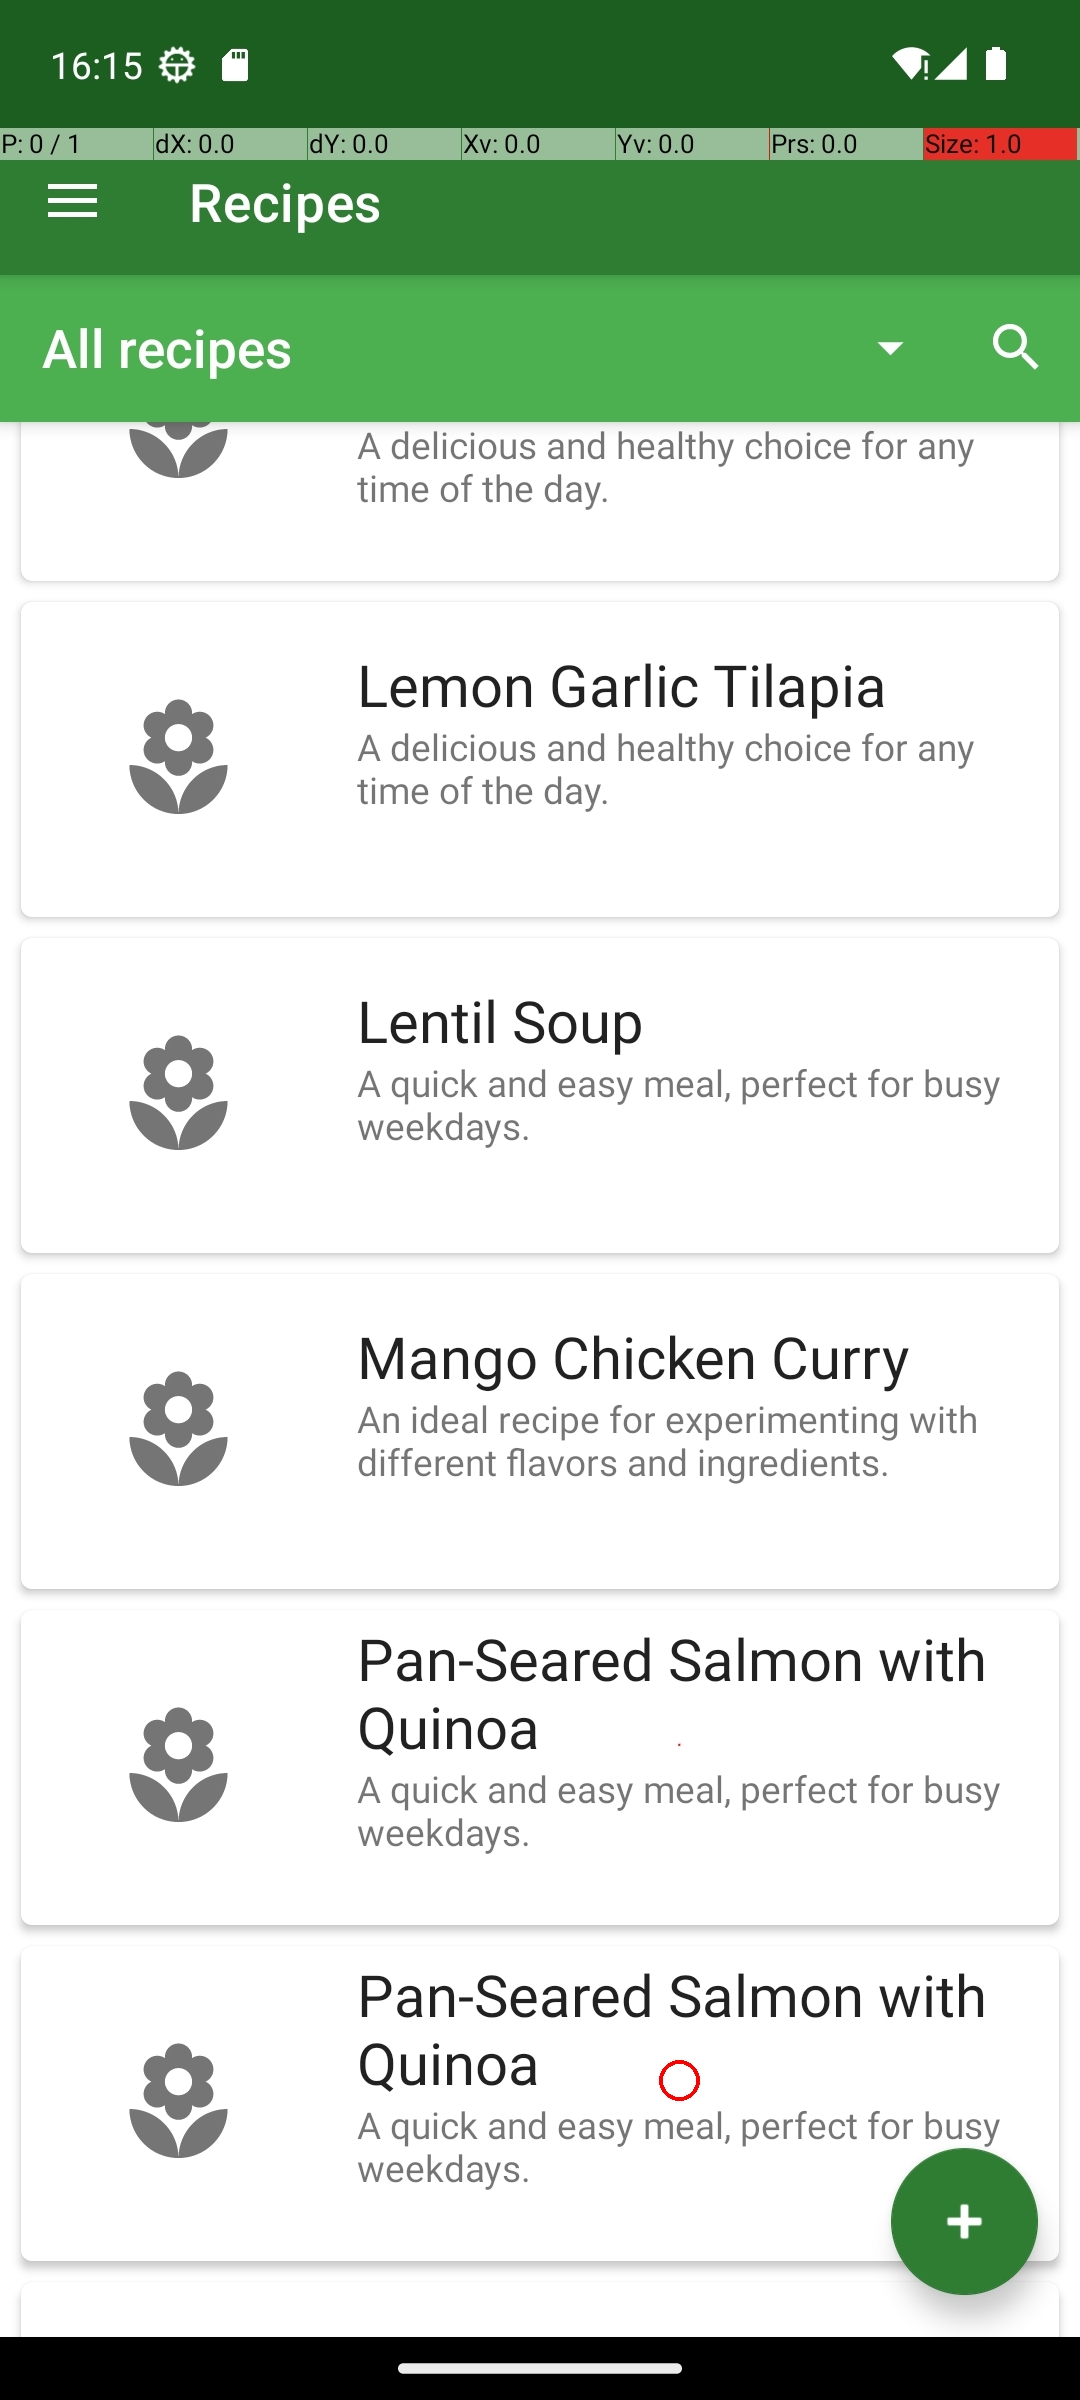 16:15
P: 0 / 1 dX: 0.0 dY: 0.0 Xv: 0.0 Yv: 0.0 Prs: 0.0 Size: 1.0
Recipes
All recipes
A delicious and healthy choice for any
time of the day.
Lemon Garlic Tilapia
A delicious and healthy choice for any
time of the day.
Lentil Soup
A quick and easy meal, perfect for busy
weekdays.
Mango Chicken Curry
An ideal recipe for experimenting with
different flavors and ingredients.
Pan-Seared Salmon with
Quinoa
A quick and easy meal, perfect for busy
weekdays.
Pan-Seared Salmon with
Quinoa
A quick and easy meal, perfect for busy
weekdays.